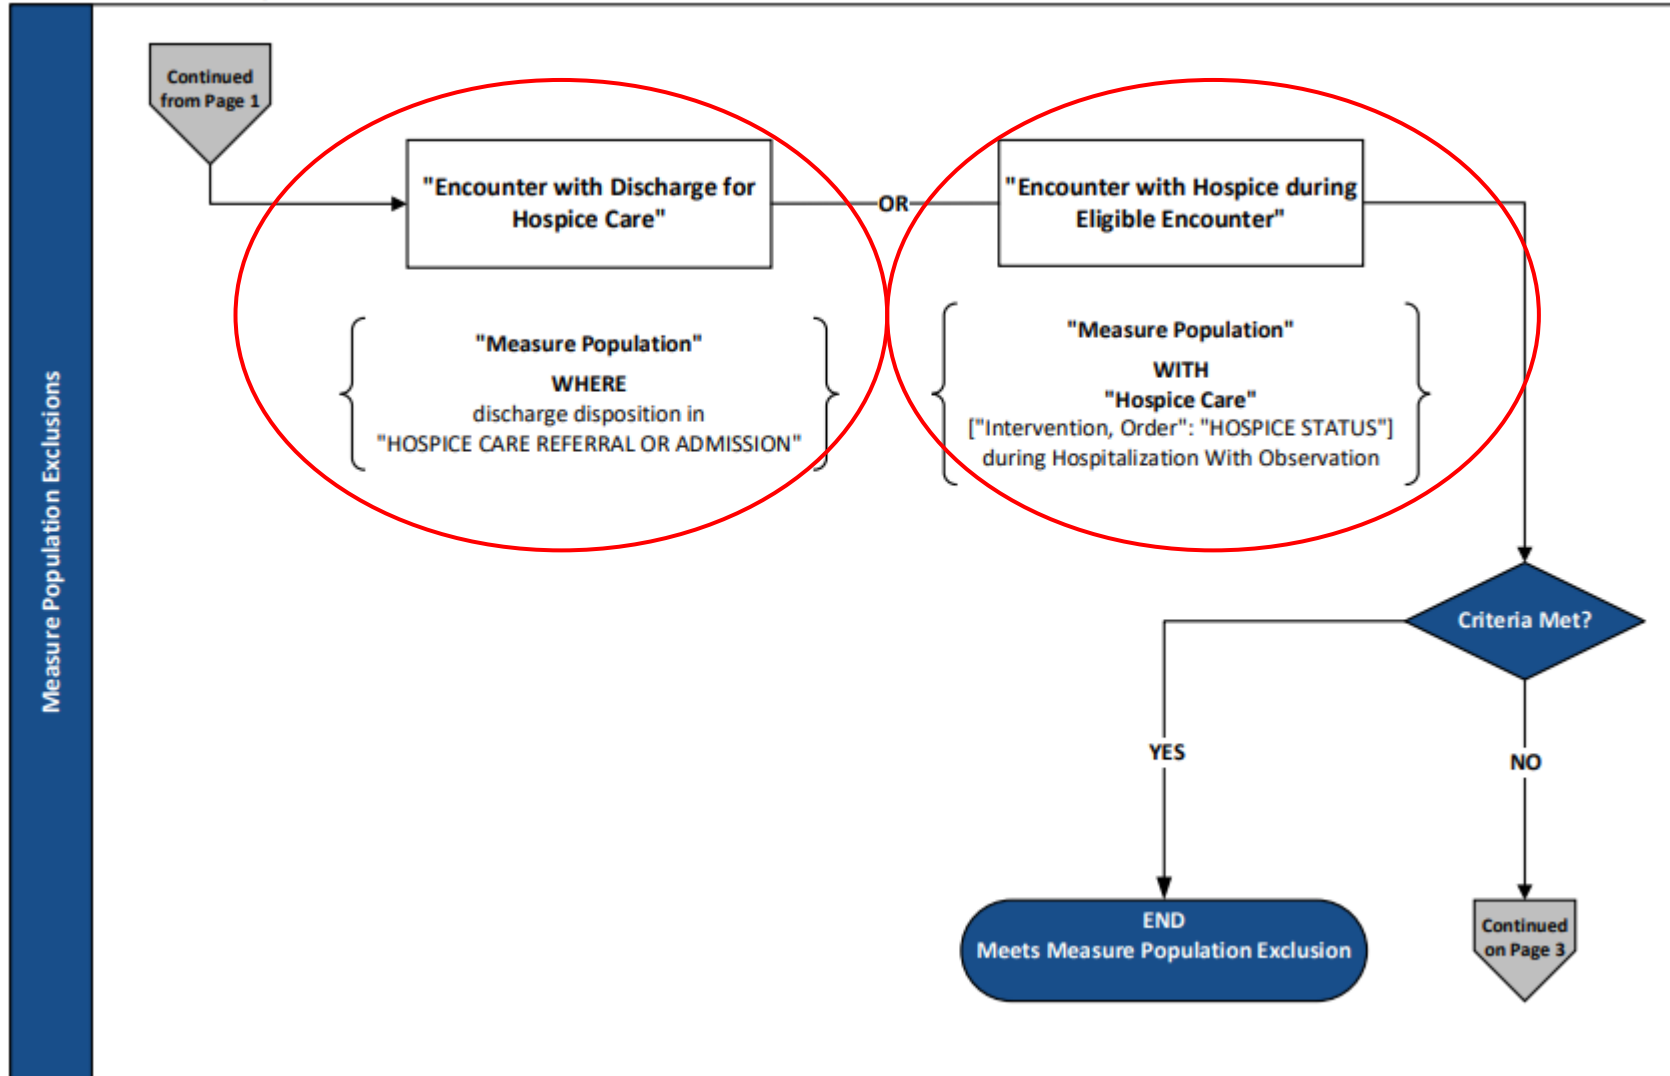 Measure Population Exclusions
Continued
from Page 1
"Encounter with Discharge for
Hospice Care"
OR
"Encounter with Hospice during
Eligible Encounter"
"Measure Population"
WHERE
discharge disposition in
"HOSPICE CARE REFERRAL OR ADMISSION"
"Measure Population"
WITH
"Hospice Care"
["Intervention, Order": "HOSPICE STATUS"]
during Hospitalization With Observation
Criteria Met?
YES
NO
END
Meets Measure Population Exclusion
Continued
on Page 3